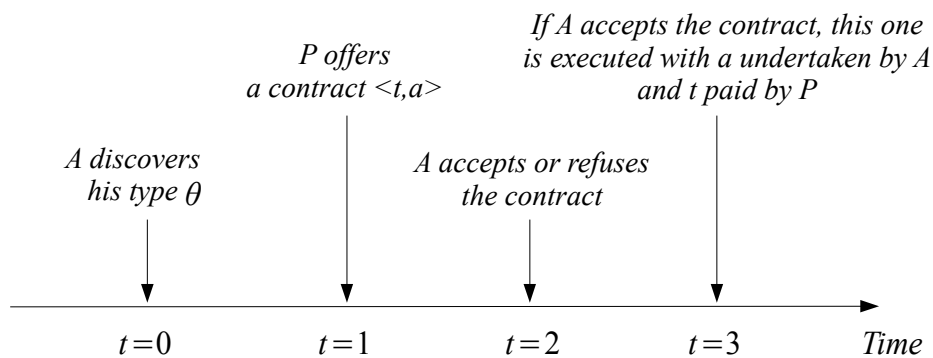 If A accepts the contract, this one
is executed with a undertaken by A
and t paid by P
P offers
a contract <t,a>
A discovers
his type θ
A accepts or refuses
the contract
t=0
t=1
t=2
t=3
Time